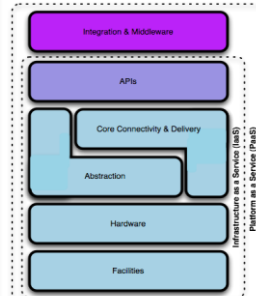 Integration & Middleware
APIs
Core Connectivity & Delivery
Abstraction
Hardware
Facilities
Infrastructure as a Service (IaaS)
Platform as a Service (PaaS)